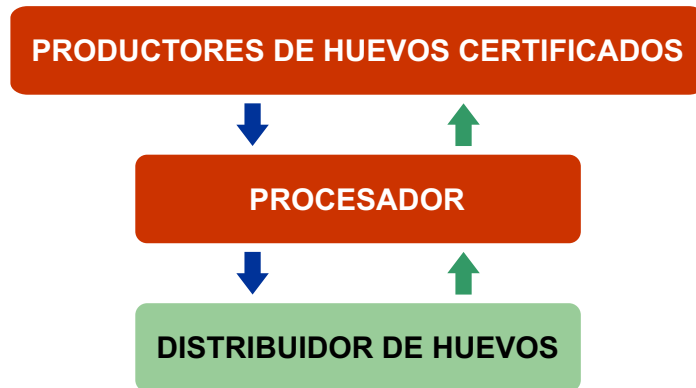 PRODUCTORES DE HUEVOS CERTIFICADOS
PROCESADOR
DISTRIBUIDOR DE HUEVOS